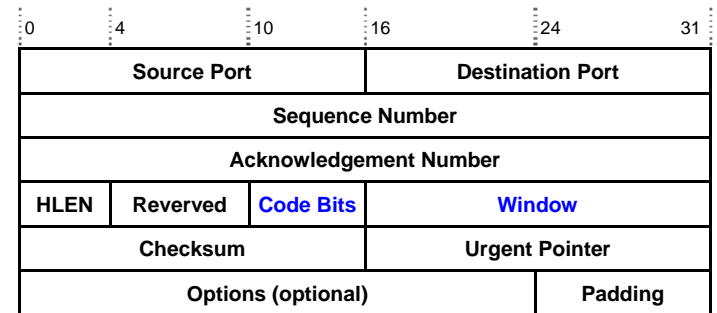 0 4 10 16 24 31
Source Port Destination Port
Sequence Number
Acknowledgement Number
HLEN Reverved Code Bits Window
Checksum Urgent Pointer
Options (optional) Padding